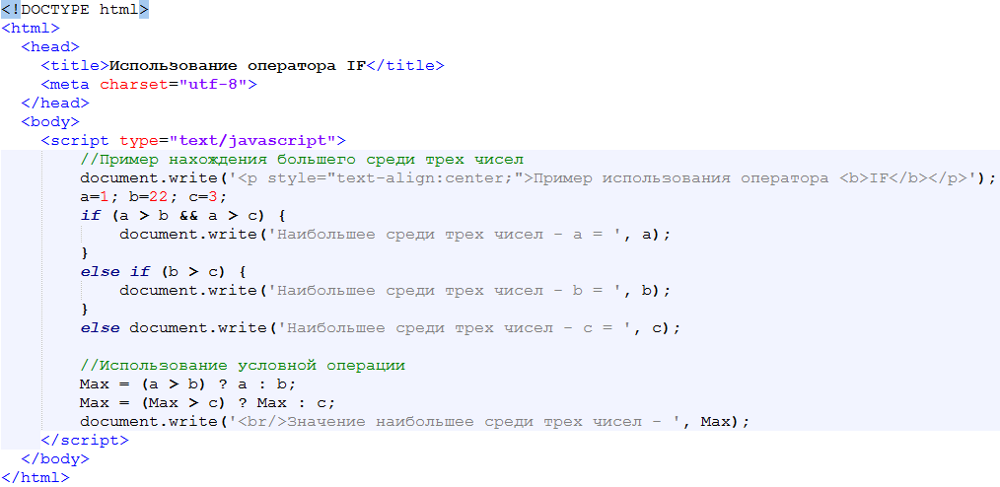 <!DOCTYPE html>
<html>
  <head>
    <title>Использование оператора IF</title>
    <meta charset="utf-8">
  </head>
  <body>
    <script type="text/javascript">
        //Пример нахождения большего среди трех чисел
        document.write('<p style="text-align:center;">Пример использования оператора <b>IF</b></p>');
        a=1; b=22; c=3;
        if (a > b && a > c) {
            document.write('Наибольшее среди трех чисел - a = ', a);
        }
        else if (b > c) {
            document.write('Наибольшее среди трех чисел - b = ', b);
        }
        else document.write('Наибольшее среди трех чисел - c = ', c);

        //Использование условной операции
        Max = (a > b) ? a : b;
        Max = (Max > c) ? Max : c;
        document.write('<br/>Значение наибольшее среди трех чисел - ', Max);
    </script>
  </body>
</html>